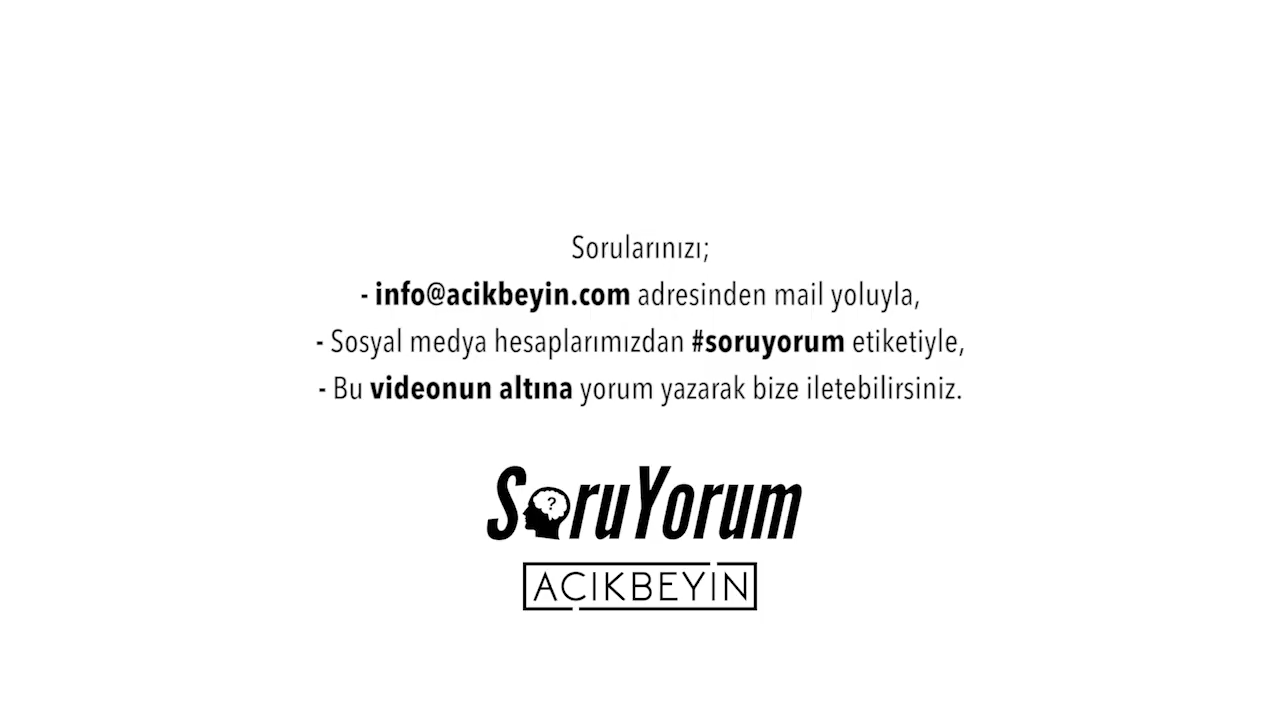 Sorularınızı;
- info@acikbeyin.com adresinden mail yoluyla,
- Sosyal medya hesaplarımızdan #soruyorum etiketiyle,
- Bu videonun altına yorum yazarak bize iletebilirsiniz.
SoruYorum
AÇIKBEYİN